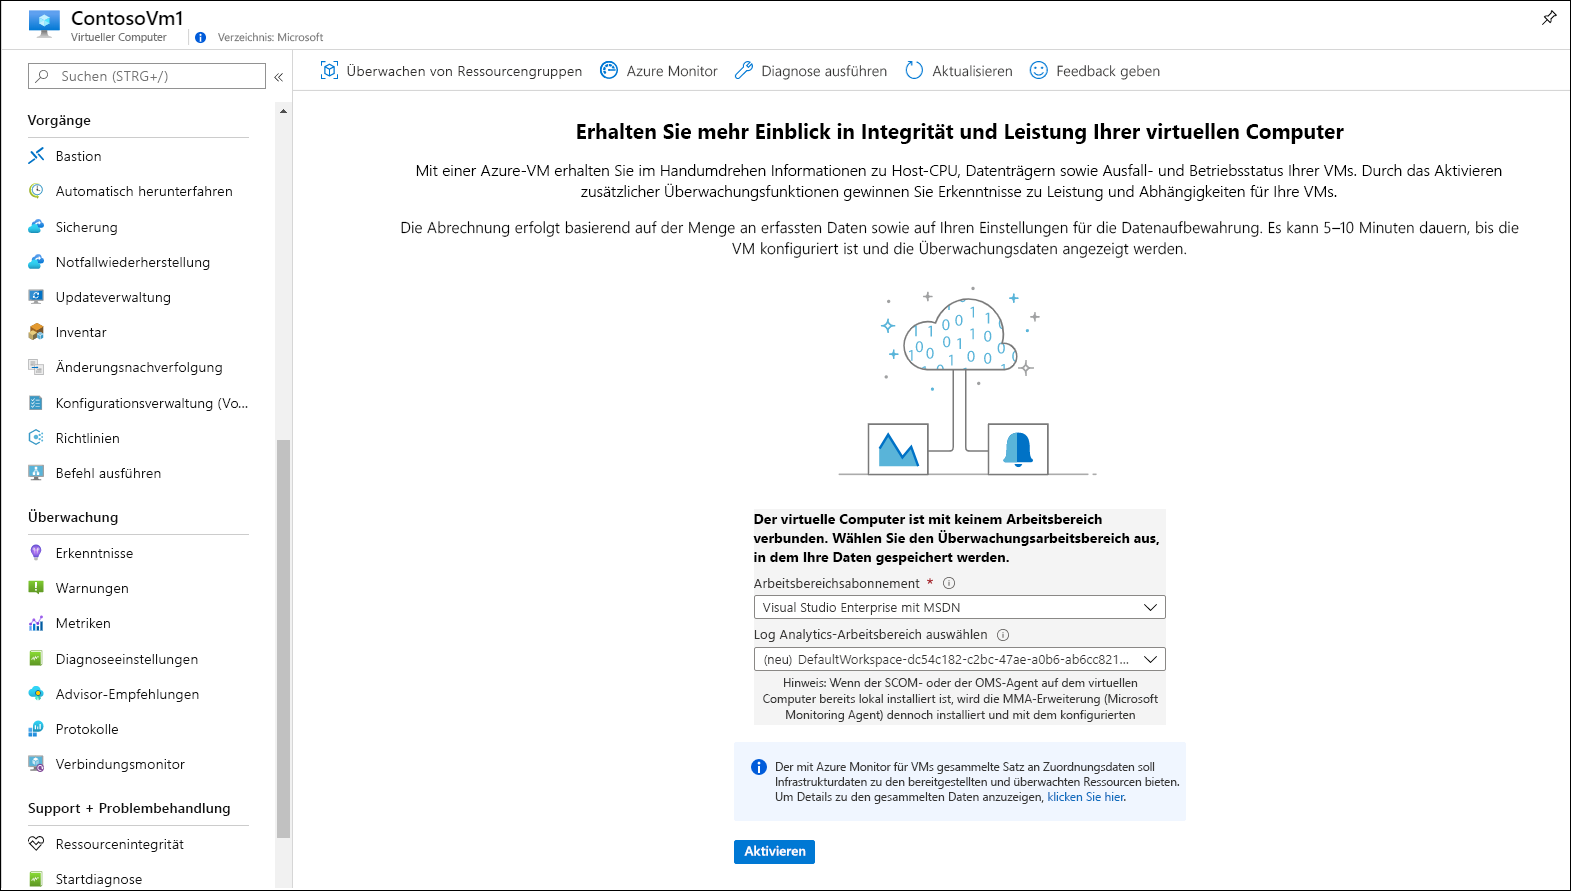 ContosoVm1
Virtueller Computer
Verzeichnis: Microsoft
Suchen (STRG+/)
Vorgänge
Bastion
Automatisch herunterfahren
Sicherung
Notfallwiederherstellung
Updateverwaltung
Inventar
Änderungsnachverfolgung
Konfigurationsverwaltung (Vo...
Richtlinien
Befehl ausführen
Überwachung
Erkenntnisse
Warnungen
Metriken
Diagnoseeinstellungen
Advisor-Empfehlungen
Protokolle
Verbindungsmonitor
Support + Problembehandlung
Ressourcenintegrität
Startdiagnose
Überwachen von Ressourcengruppen
Azure Monitor
Diagnose ausführen
Aktualisieren
Feedback geben
Erhalten Sie mehr Einblick in Integrität und Leistung Ihrer virtuellen Computer
Mit einer Azure-VM erhalten Sie im Handumdrehen Informationen zu Host-CPU, Datenträgern sowie Ausfall- und Betriebsstatus Ihrer VMs. Durch das Aktivieren
zusätzlicher Überwachungsfunktionen gewinnen Sie Erkenntnisse zu Leistung und Abhängigkeiten für Ihre VMs.
Die Abrechnung erfolgt basierend auf der Menge an erfassten Daten sowie auf Ihren Einstellungen für die Datenaufbewahrung. Es kann 5–10 Minuten dauern, bis die
VM konfiguriert ist und die Überwachungsdaten angezeigt werden.
Der virtuelle Computer ist mit keinem Arbeitsbereich
verbunden. Wählen Sie den Überwachungsarbeitsbereich aus,
in dem Ihre Daten gespeichert werden.
Arbeitsbereichsabonnement *
Visual Studio Enterprise mit MSDN
Log Analytics-Arbeitsbereich auswählen
(neu) DefaultWorkspace-dc54c182-c2bc-47ae-a0b6-ab6cc821...
Hinweis: Wenn der SCOM- oder der OMS-Agent auf dem virtuellen
Computer bereits lokal installiert ist, wird die MMA-Erweiterung (Microsoft
Monitoring Agent) dennoch installiert und mit dem konfigurierten
Der mit Azure Monitor für VMs gesammelte Satz an Zuordnungsdaten soll
Infrastrukturdaten zu den bereitgestellten und überwachten Ressourcen bieten.
Um Details zu den gesammelten Daten anzuzeigen, klicken Sie hier.
Aktivieren